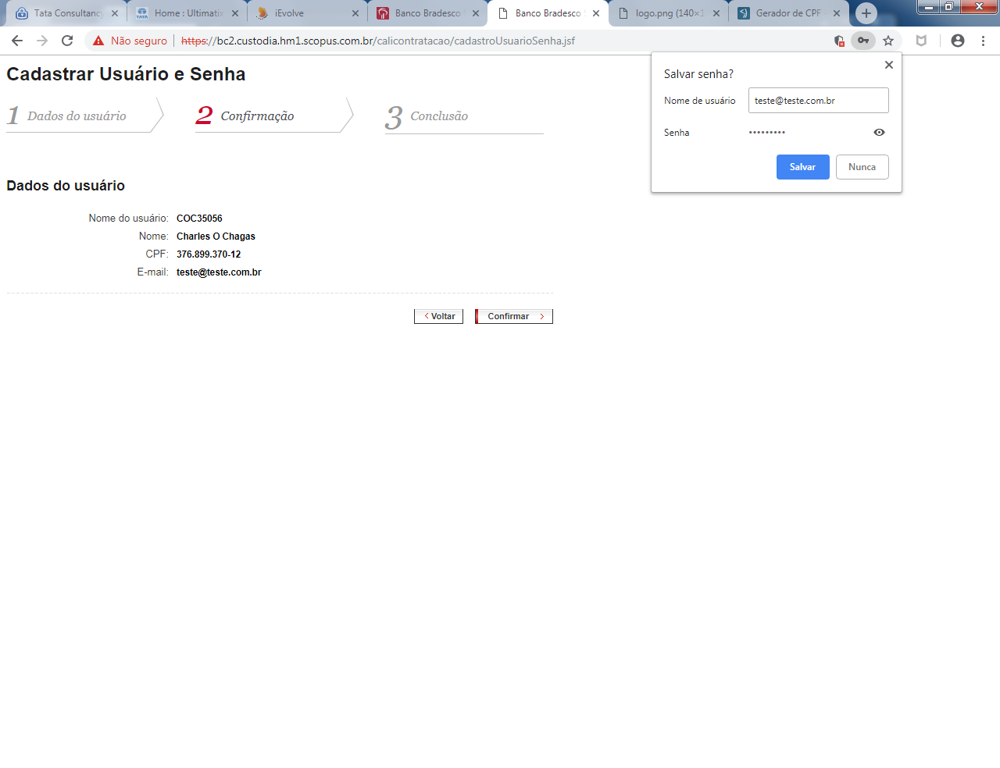 Tata Consultancy
Home : Ultimatix
iEvolve
Banco Bradesco
Banco Bradesco
logo.png (140×1
Gerador de CPF
Não seguro
https://bc2.custodia.hm1.scopus.com.br/calicontratacao/cadastroUsuarioSenha.jsf
Salvar senha?
Nome de usuário teste@teste.com.br
Senha •••••••••
Salvar Nunca
Cadastrar Usuário e Senha
1 Dados do usuário
2 Confirmação
3 Conclusão
Dados do usuário
Nome do usuário: COC35056
Nome: Charles O Chagas
CPF: 376.899.370-12
E-mail: teste@teste.com.br
Voltar Confirmar